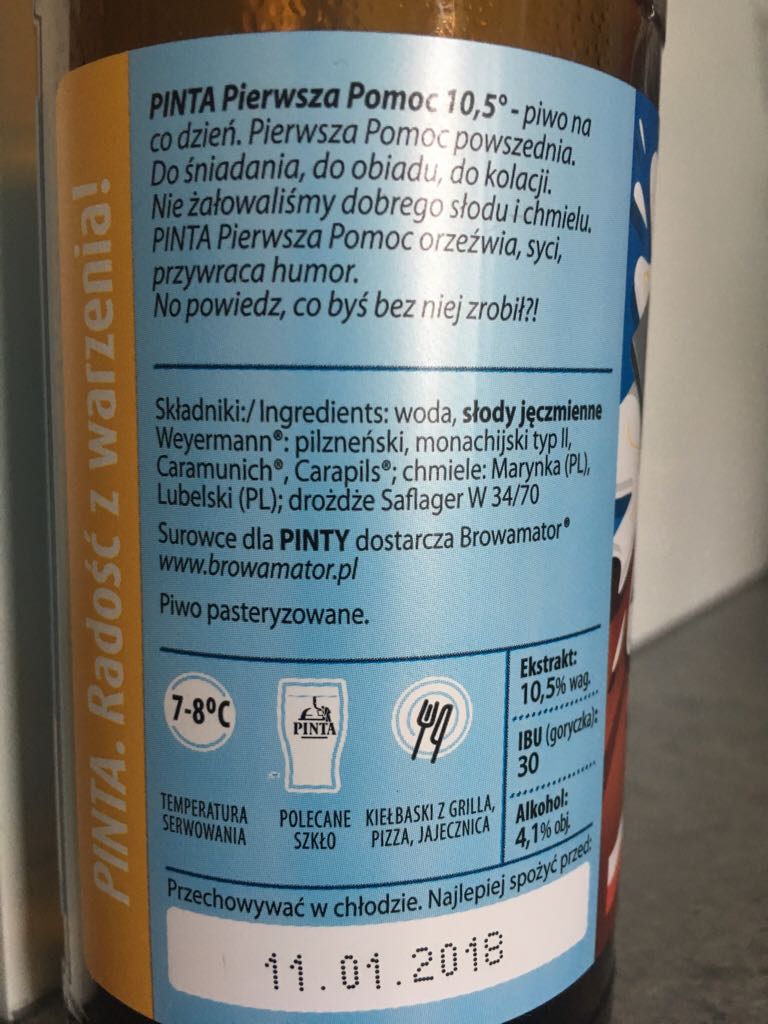 PINTA. Radość z warzenia!
PINTA Pierwsza Pomoc 10,5° - piwo na
co dzień. Pierwsza Pomoc powszednia.
Do śniadania, do obiadu, do kolacji.
Nie żałowaliśmy dobrego słodu i chmielu.
PINTA Pierwsza Pomoc orzeźwia, syci,
przywraca humor.
No powiedz, co byś bez niej zrobił?!
Składniki:/ Ingredients: woda, słody jęczmienne
Weyermann®: pilzneński, monachijski typ II,
Caramunich®, Carapils®; chmiele: Marynka (PL),
Lubelski (PL); drożdże Saflager W 34/70
Surowce dla PINTY dostarcza Browamator®
www.browamator.pl
Piwo pasteryzowane.
7-8°C
TEMPERATURA
SERWOWANIA
PINTA
POLECANE
SZKŁO
KIEŁBASKI Z GRILLA,
PIZZA, JAJECZNICA
Ekstrakt:
10,5% wag.
IBU (goryczka):
30
Alkohol:
4,1% obj.
Przechowywać w chłodzie. Najlepiej spożyć przed:
11.01.2018